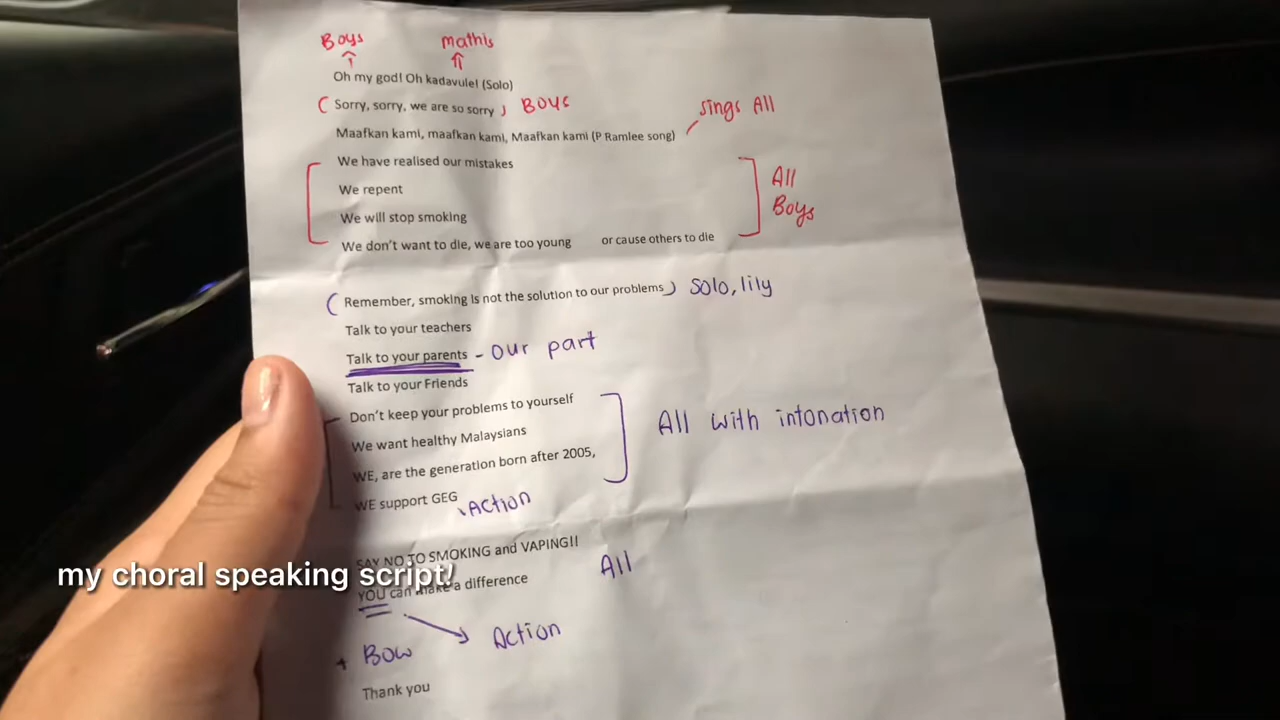 Boys mathis
Oh my god! Oh kadavule! (Solo)
( Sorry, sorry, we are so sorry ) Boys
sings All
Maafkan kami, maafkan kami, Maafkan kami (P Ramlee song)
We have realised our mistakes
We repent
We will stop smoking
We don't want to die, we are too young or cause others to die
All
Boys
( Remember, smoking is not the solution to our problems ) solo, lily
Talk to your teachers
Talk to your parents - our part
Talk to your Friends
Don't keep your problems to yourself
We want healthy Malaysians
WE, are the generation born after 2005,
All with intonation
WE support GEG Action
SAY NO TO SMOKING and VAPING!!
my choral speaking script!
YOU can make a difference
All
Action
+ Bow
Thank you